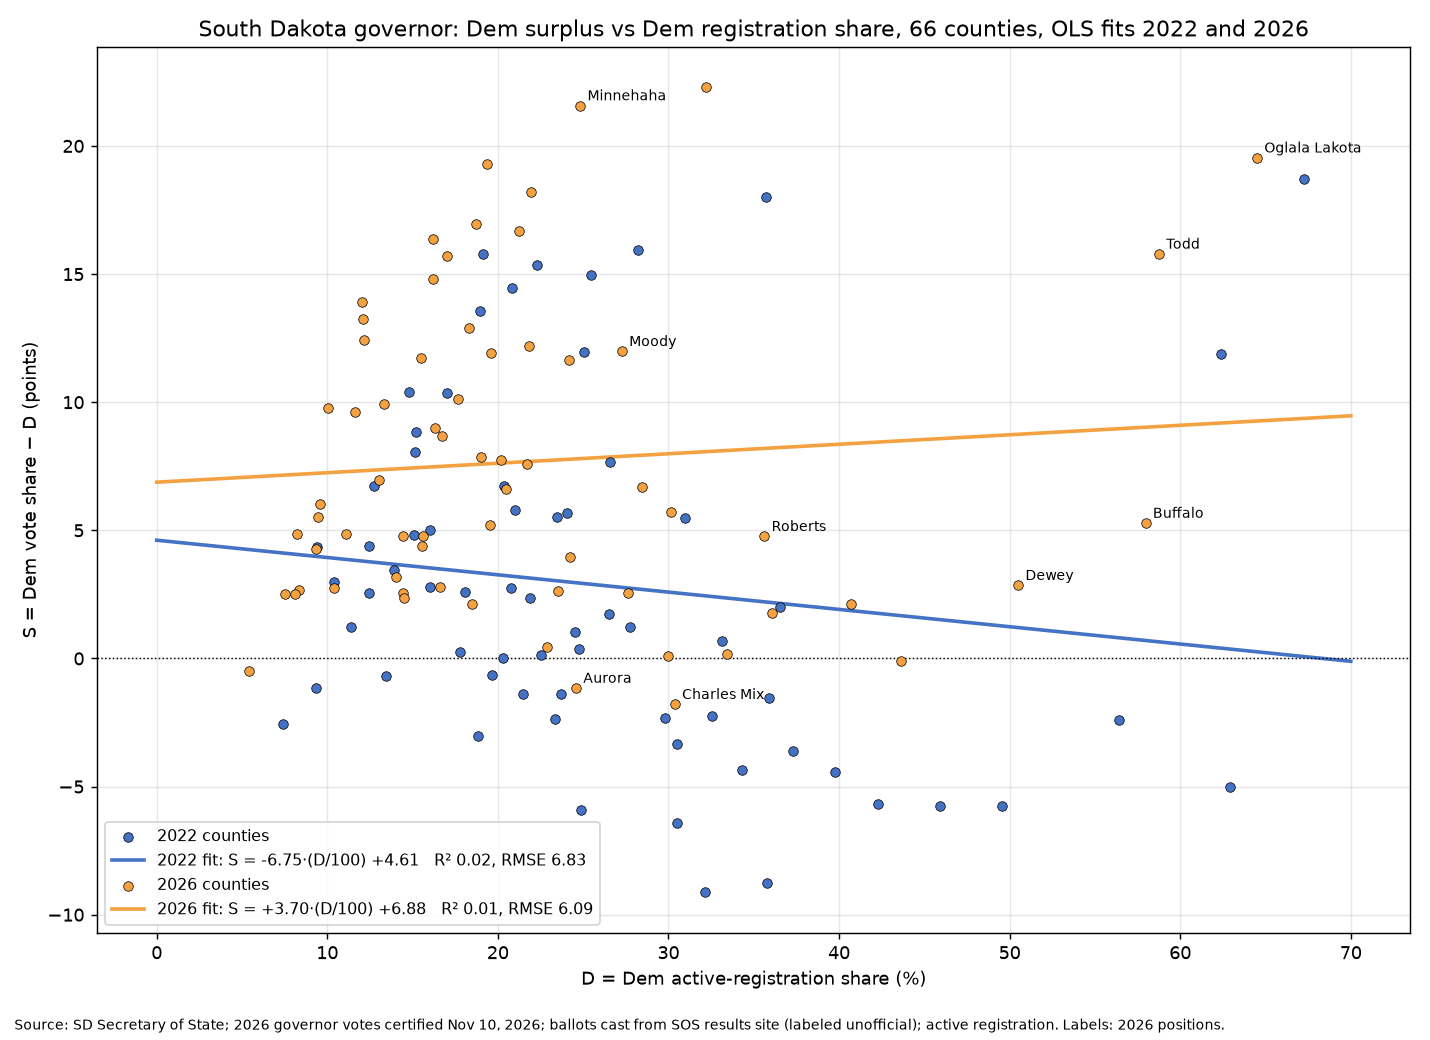 South Dakota governor: Dem surplus vs Dem registration share, 66 counties, OLS fits 2022 and 2026
S = Dem vote share − D (points)
20
15
10
5
0
−5
−10
Minnehaha
Oglala Lakota
Todd
Moody
Buffalo
Roberts
Dewey
Aurora
Charles Mix
2022 counties
2022 fit: S = -6.75·(D/100) +4.61 R² 0.02, RMSE 6.83
2026 counties
2026 fit: S = +3.70·(D/100) +6.88 R² 0.01, RMSE 6.09
0 10 20 30 40 50 60 70
D = Dem active-registration share (%)
Source: SD Secretary of State; 2026 governor votes certified Nov 10, 2026; ballots cast from SOS results site (labeled unofficial); active registration. Labels: 2026 positions.